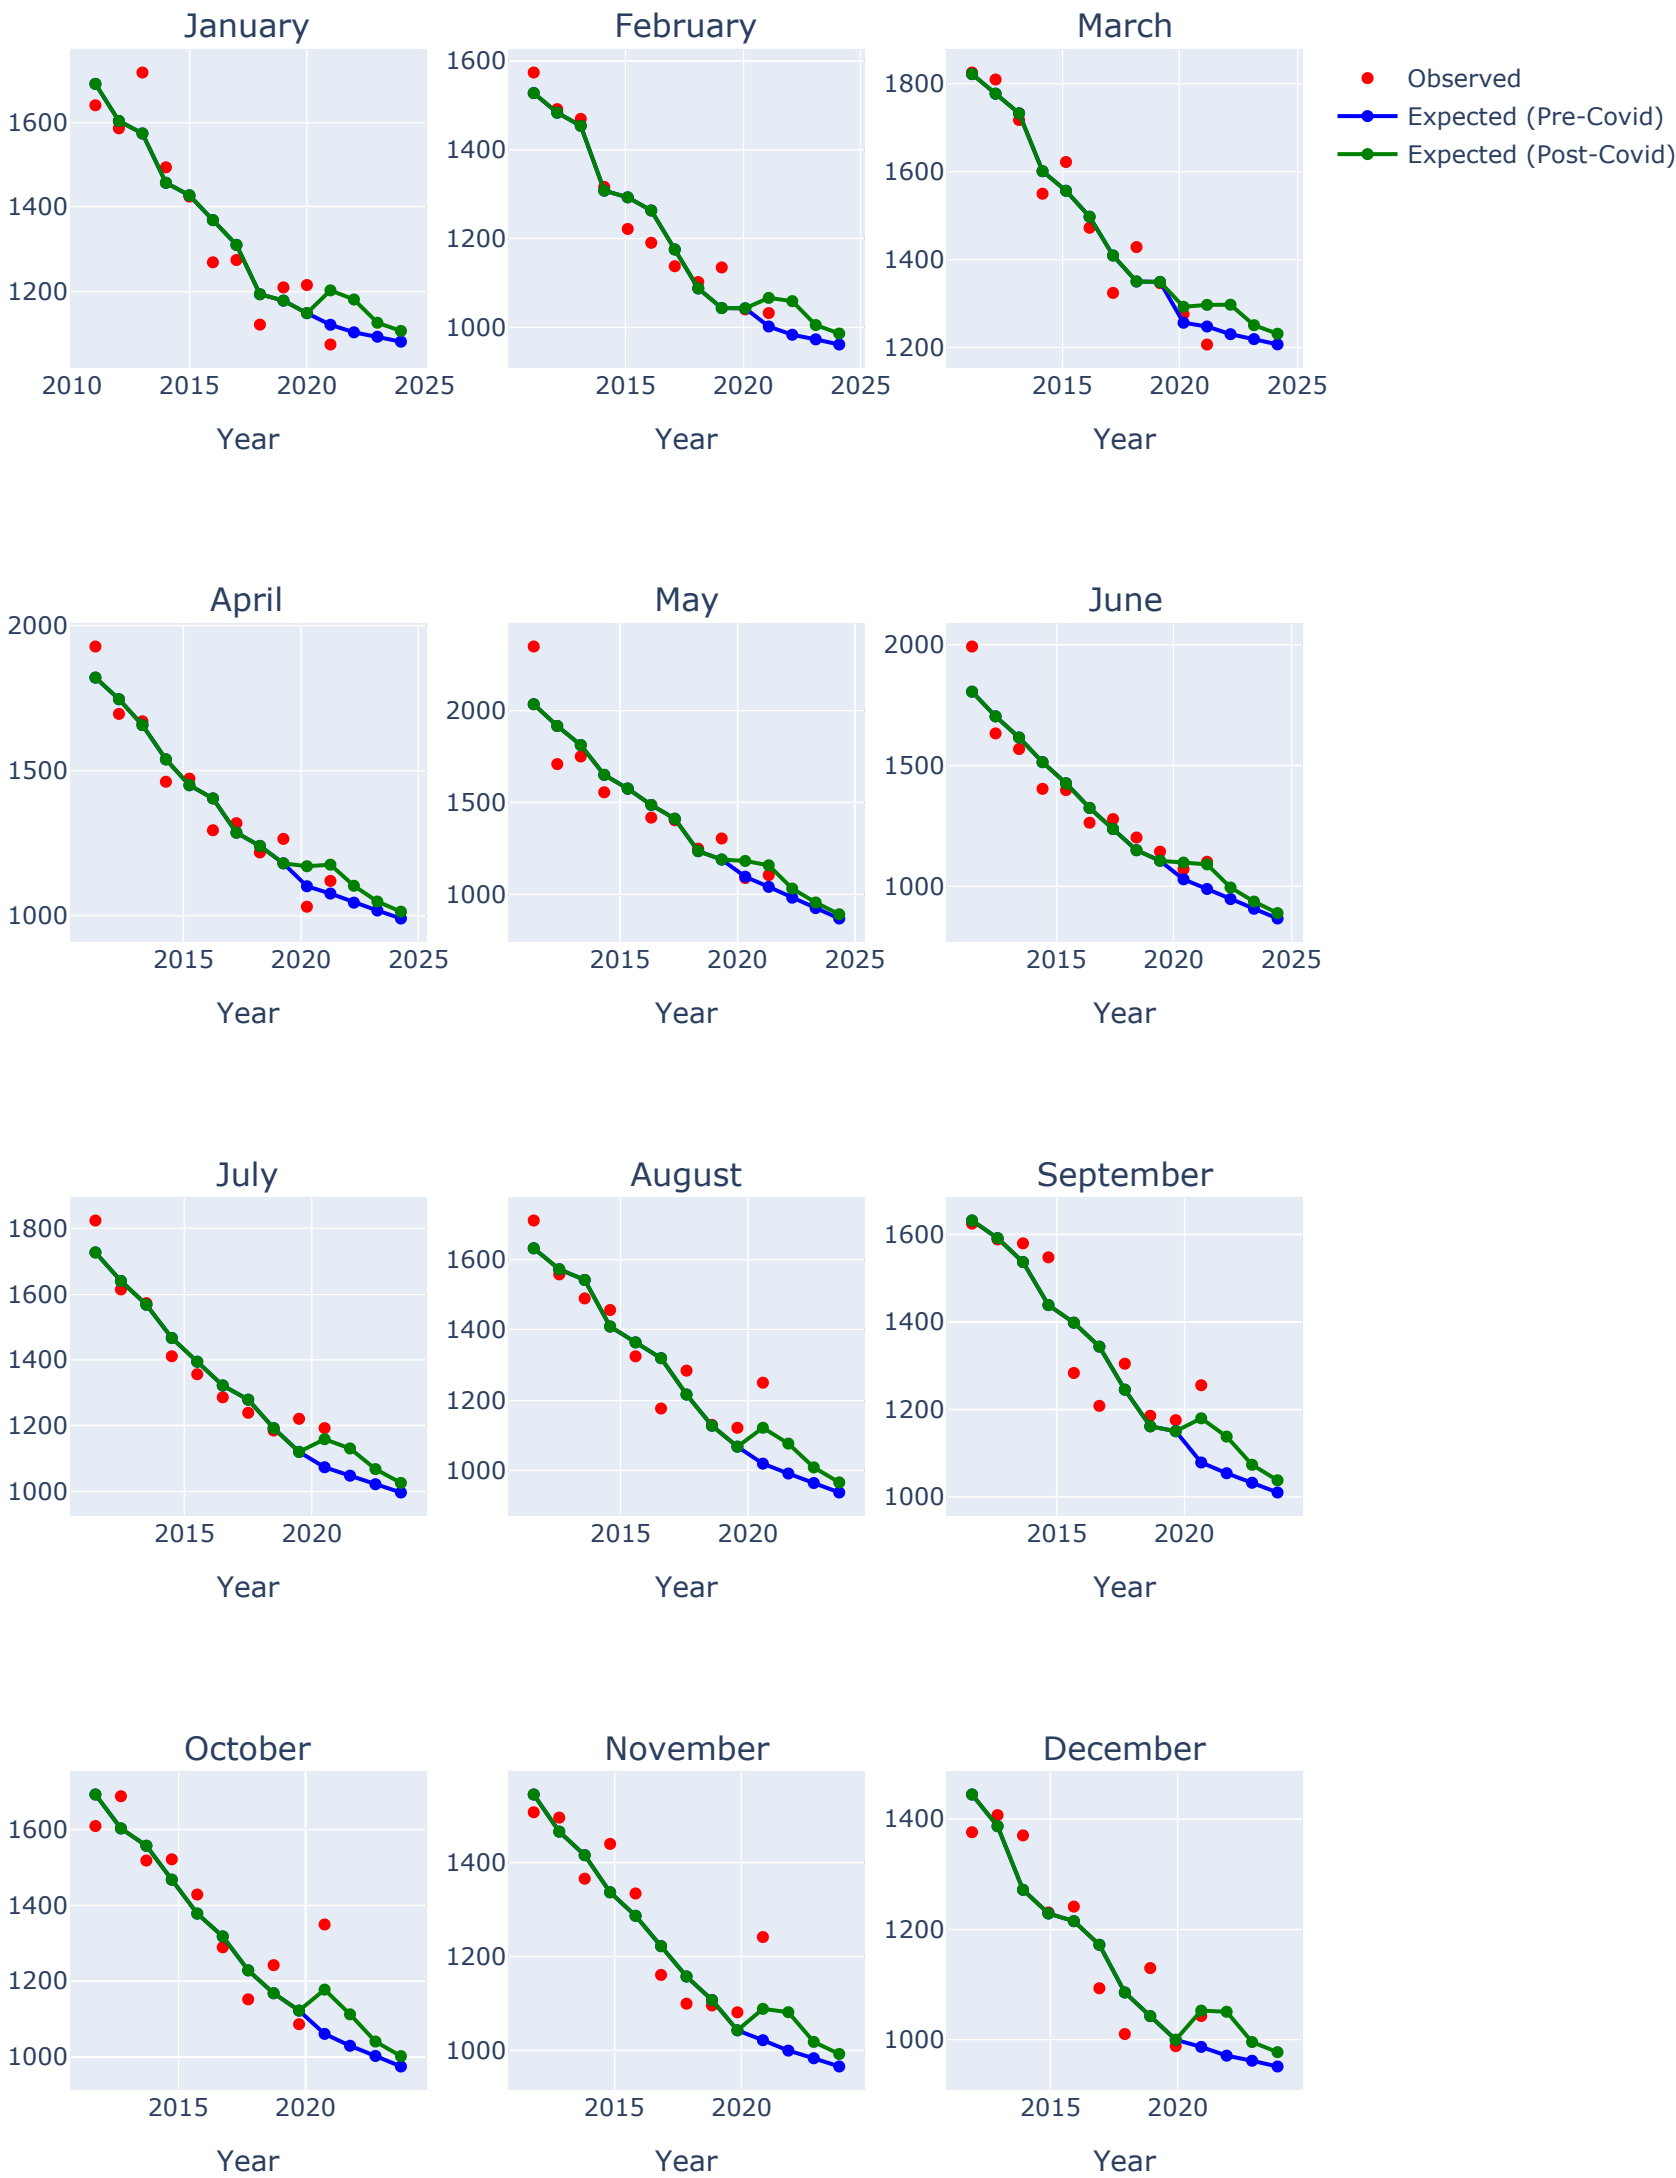 January
February
March
Observed
Expected (Pre-Covid)
Expected (Post-Covid)
1600
1400
1200
2010
2015
2020
2025
Year
1600
1400
1200
1000
2015
2020
2025
Year
1800
1600
1400
1200
2015
2020
2025
Year
April
May
June
2000
1500
1000
2015
2020
2025
Year
2000
1500
1000
2015
2020
2025
Year
2000
1500
1000
2015
2020
2025
Year
July
August
September
1800
1600
1400
1200
1000
2015
2020
Year
1600
1400
1200
1000
2015
2020
Year
1600
1400
1200
1000
2015
2020
Year
October
November
December
1600
1400
1200
1000
2015
2020
Year
1400
1200
1000
2015
2020
Year
1400
1200
1000
2015
2020
Year